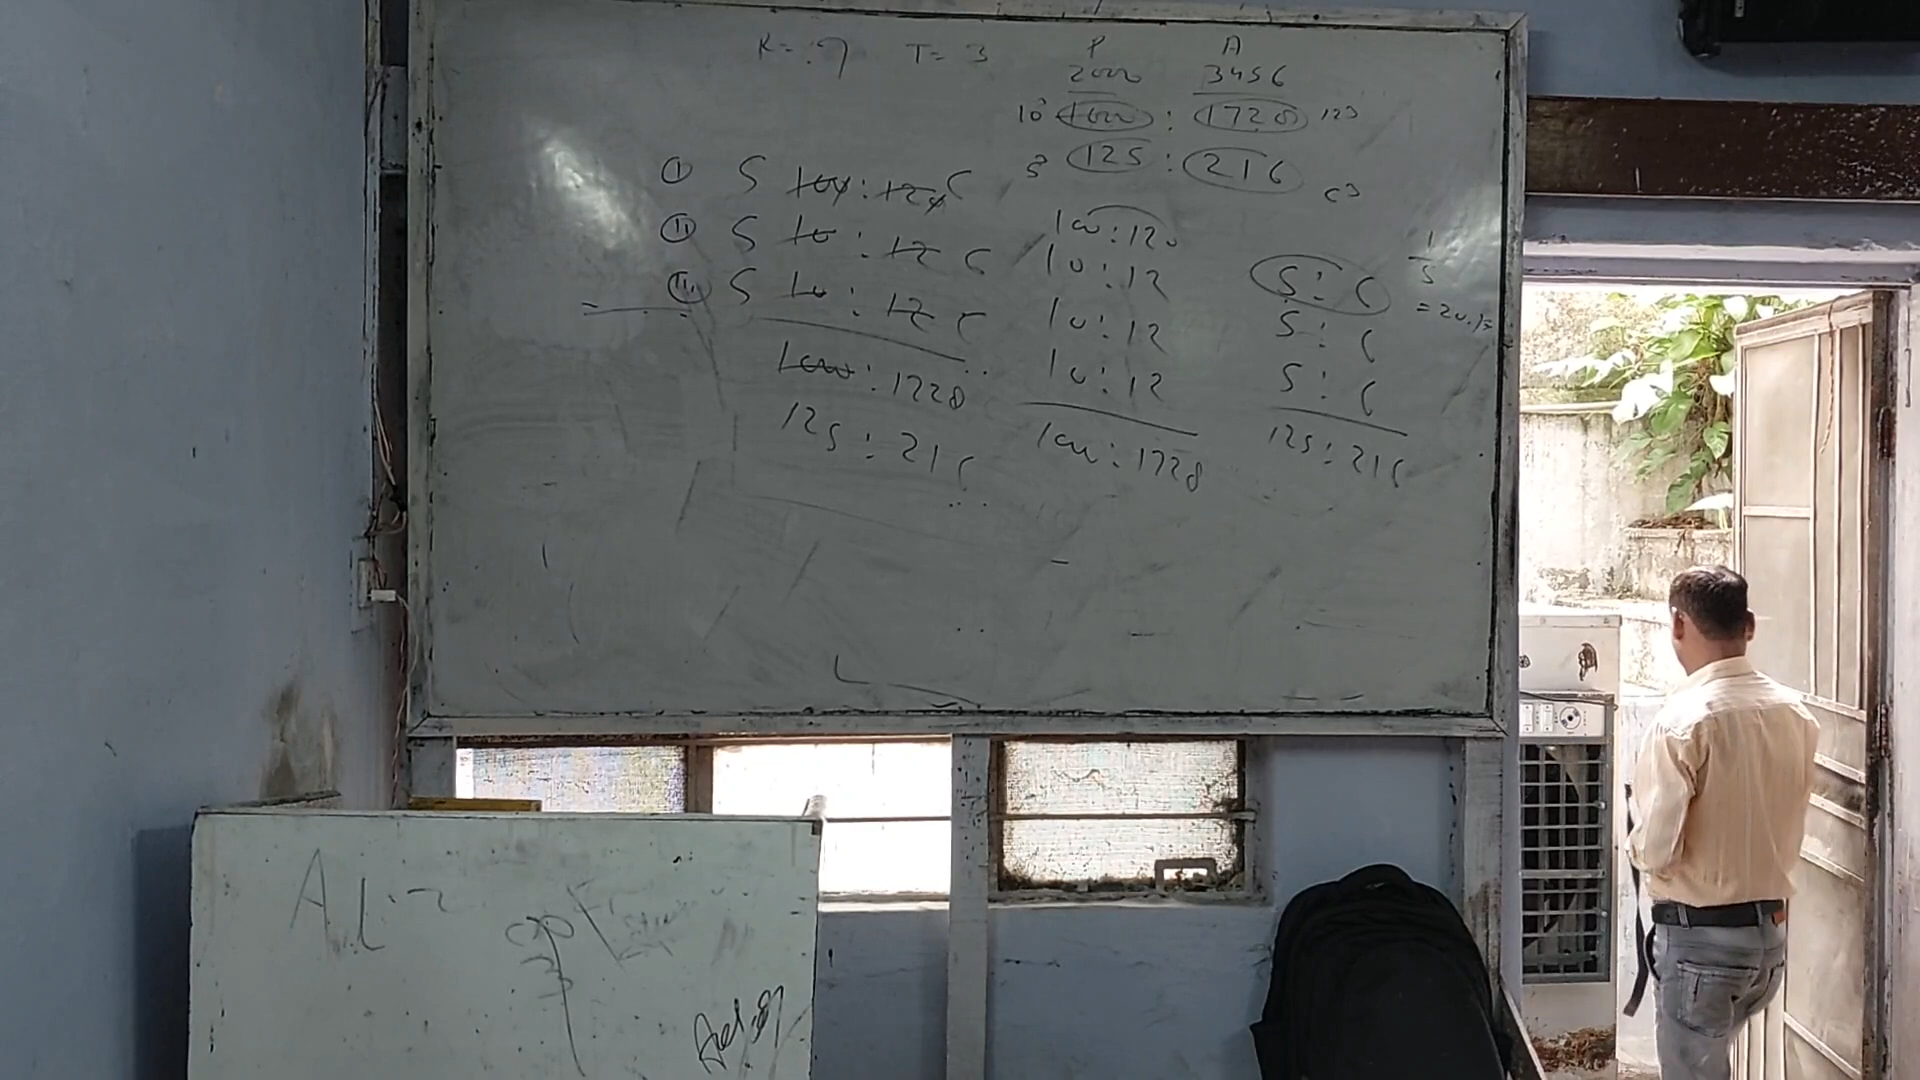 R = ? T = 3 P A
2000 3456
10³ 1000 : 1728 12³
5³ 125 : 216 6³
① 5 100 : 120 6
② 5 10 : 12 6
③ 5 10 : 12 6
1000 : 1728
125 : 216
100 : 120
10 : 12
10 : 12
10 : 12
1000 : 1728
5 : 6
5 : 6
5 : 6
125 : 216
1
5
= 20%